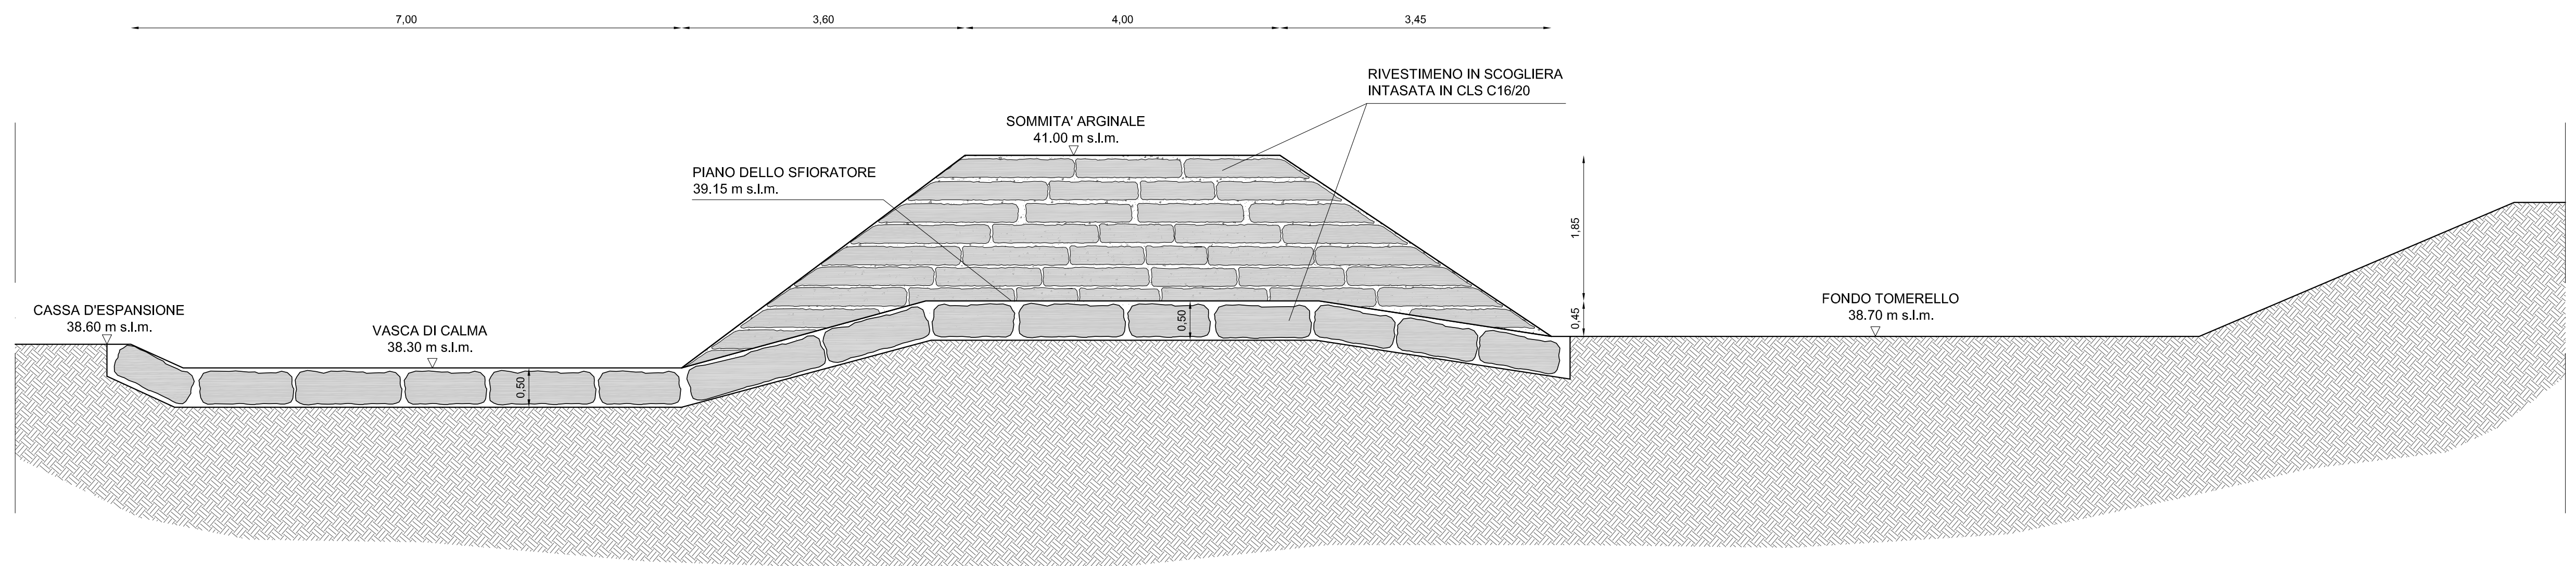 7,00
3,60
4,00
3,45
RIVESTIMENO IN SCOGLIERA
INTASATA IN CLS C16/20
SOMMITA' ARGINALE
41.00 m s.l.m.
PIANO DELLO SFIORATORE
39.15 m s.l.m.
1,85
CASSA D'ESPANSIONE
38.60 m s.l.m.
VASCA DI CALMA
38.30 m s.l.m.
FONDO TOMERELLO
38.70 m s.l.m.
0,50
0,45
0,50